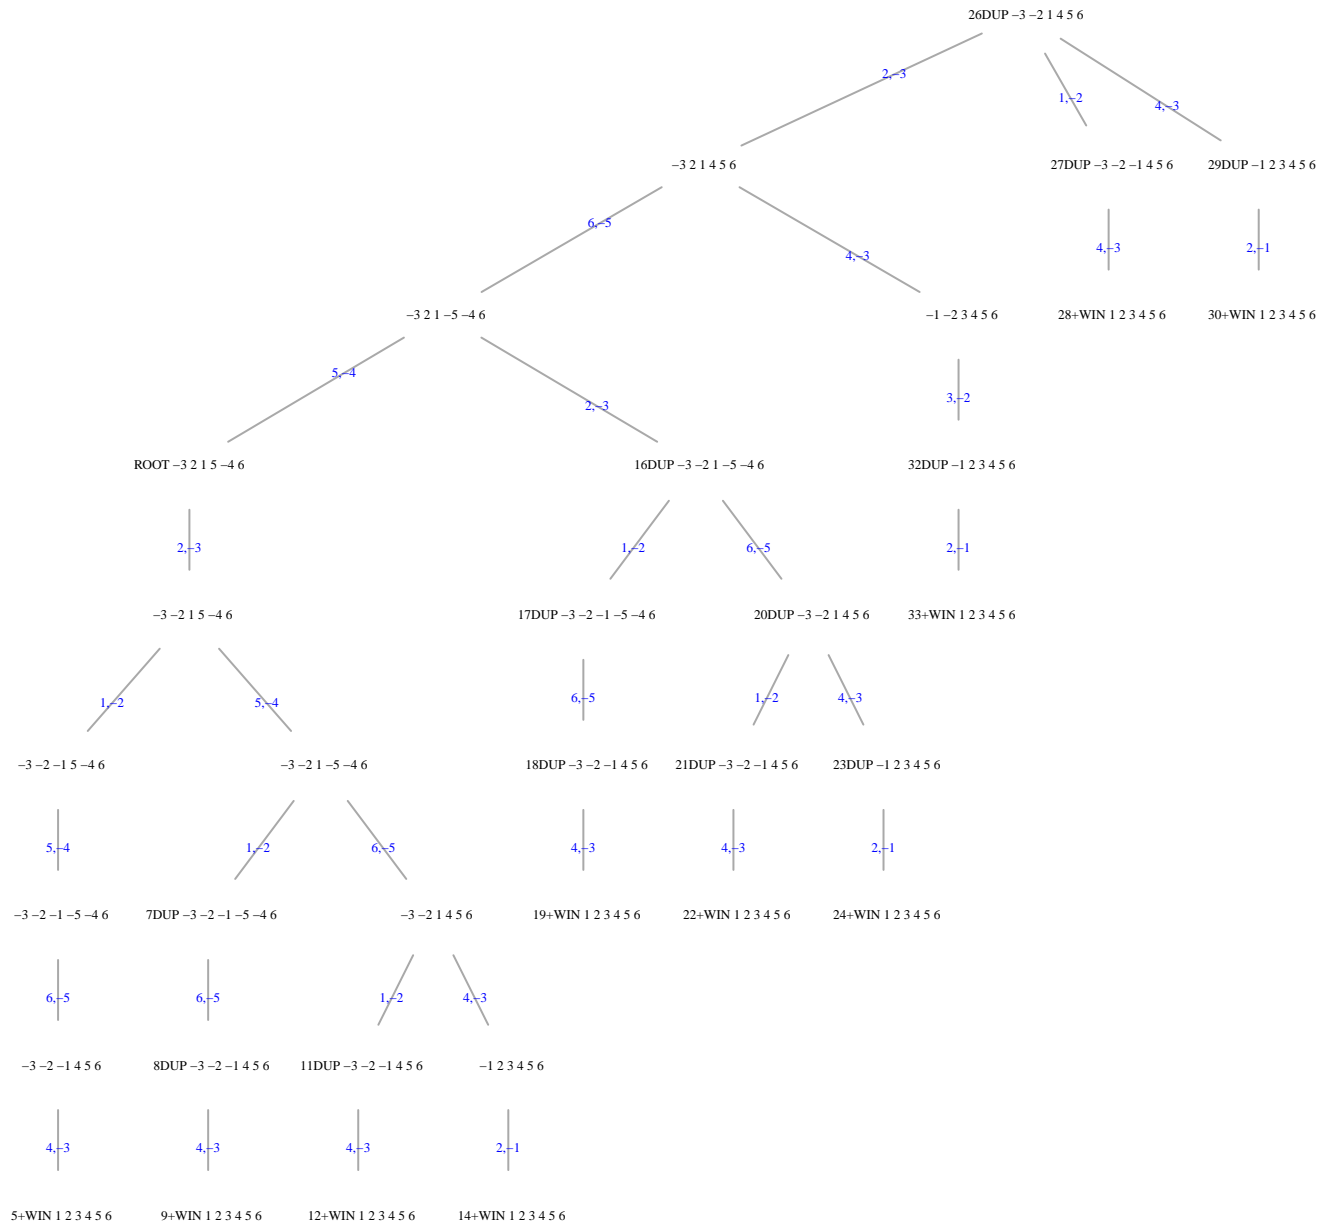 26DUP −3 −2 1 4 5 6
2,−3
1,−2
4,−3
−3 2 1 4 5 6
27DUP −3 −2 −1 4 5 6
29DUP −1 2 3 4 5 6
6,−5
4,−3
4,−3
2,−1
−3 2 1 −5 −4 6
−1 −2 3 4 5 6
28+WIN 1 2 3 4 5 6
30+WIN 1 2 3 4 5 6
5,−4
2,−3
3,−2
ROOT −3 2 1 5 −4 6
16DUP −3 −2 1 −5 −4 6
32DUP −1 2 3 4 5 6
2,−3
1,−2
6,−5
2,−1
−3 −2 1 5 −4 6
17DUP −3 −2 −1 −5 −4 6
20DUP −3 −2 1 4 5 6
33+WIN 1 2 3 4 5 6
1,−2
5,−4
6,−5
1,−2
4,−3
−3 −2 −1 5 −4 6
−3 −2 1 −5 −4 6
18DUP −3 −2 −1 4 5 6
21DUP −3 −2 −1 4 5 6
23DUP −1 2 3 4 5 6
5,−4
1,−2
6,−5
4,−3
4,−3
2,−1
−3 −2 −1 −5 −4 6
7DUP −3 −2 −1 −5 −4 6
−3 −2 1 4 5 6
19+WIN 1 2 3 4 5 6
22+WIN 1 2 3 4 5 6
24+WIN 1 2 3 4 5 6
6,−5
6,−5
1,−2
4,−3
−3 −2 −1 4 5 6
8DUP −3 −2 −1 4 5 6
11DUP −3 −2 −1 4 5 6
−1 2 3 4 5 6
4,−3
4,−3
4,−3
2,−1
5+WIN 1 2 3 4 5 6
9+WIN 1 2 3 4 5 6
12+WIN 1 2 3 4 5 6
14+WIN 1 2 3 4 5 6